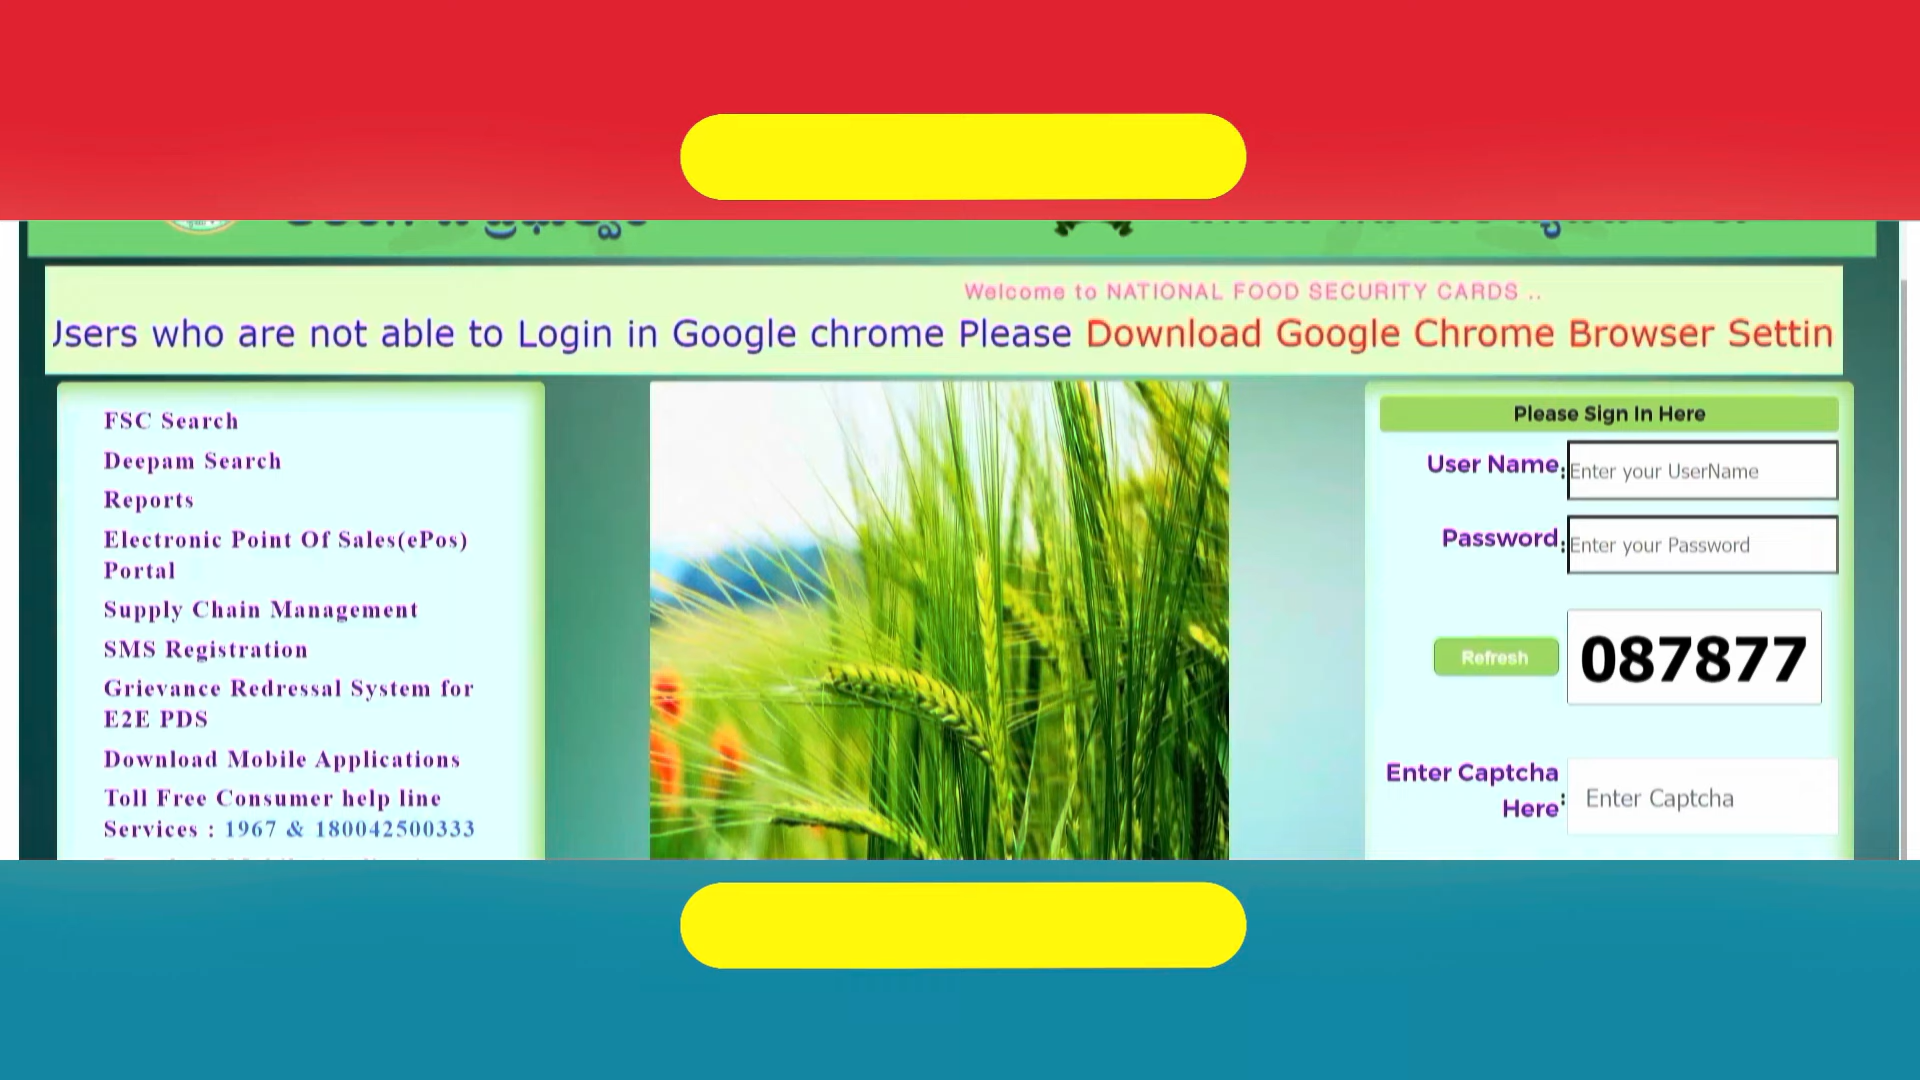 Welcome to NATIONAL FOOD SECURITY CARDS ..
Users who are not able to Login in Google chrome Please Download Google Chrome Browser Settin
FSC Search
Deepam Search
Reports
Electronic Point Of Sales(ePos)
Portal
Supply Chain Management
SMS Registration
Grievance Redressal System for
E2E PDS
Download Mobile Applications
Toll Free Consumer help line
Services : 1967 & 180042500333
Please Sign In Here
User Name: Enter your UserName
Password: Enter your Password
Refresh 087877
Enter Captcha
Here : Enter Captcha